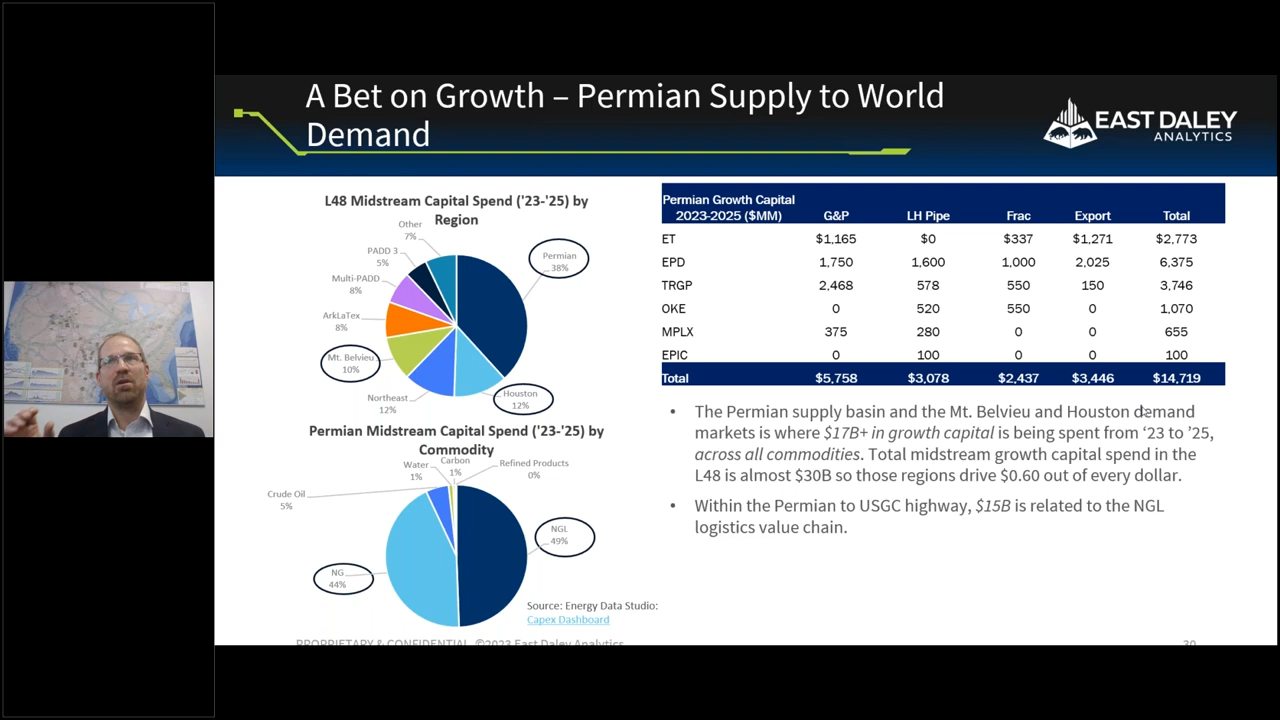 A Bet on Growth – Permian Supply to World
Demand
EAST DALEY
ANALYTICS
L48 Midstream Capital Spend ('23-'25) by
Region
Other
7%
PADD 3
5%
Multi-PADD
8%
ArkLaTex
8%
Mt. Belvieu
10%
Northeast
12%
Houston
12%
Permian
38%
Permian Midstream Capital Spend ('23-'25) by
Commodity
Water
1%
Carbon
1%
Refined Products
0%
Crude Oil
5%
NGL
49%
NG
44%
Source: Energy Data Studio:
Capex Dashboard
Permian Growth Capital
2023-2025 ($MM) G&P LH Pipe Frac Export Total
ET $1,165 $0 $337 $1,271 $2,773
EPD 1,750 1,600 1,000 2,025 6,375
TRGP 2,468 578 550 150 3,746
OKE 0 520 550 0 1,070
MPLX 375 280 0 0 655
EPIC 0 100 0 0 100
Total $5,758 $3,078 $2,437 $3,446 $14,719
• The Permian supply basin and the Mt. Belvieu and Houston demand
markets is where $17B+ in growth capital is being spent from ‘23 to ’25,
across all commodities. Total midstream growth capital spend in the
L48 is almost $30B so those regions drive $0.60 out of every dollar.
• Within the Permian to USGC highway, $15B is related to the NGL
logistics value chain.
PROPRIETARY & CONFIDENTIAL ©2023 East Daley Analytics
30